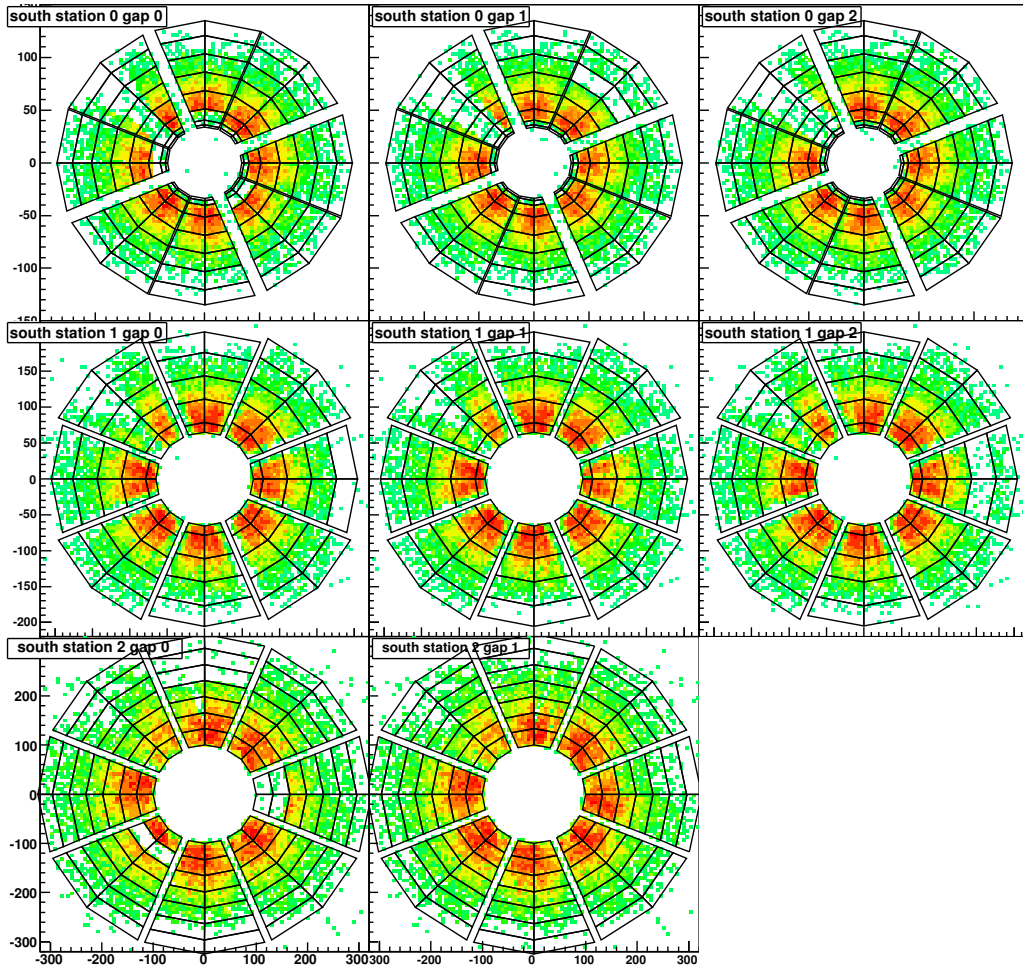 south station 0 gap 0
south station 0 gap 1
south station 0 gap 2
100
50
0
-50
-100
south station 1 gap 0
south station 1 gap 1
south station 1 gap 2
150
100
50
0
-50
-100
-150
-200
south station 2 gap 0
south station 2 gap 1
200
100
0
-100
-200
-300
-300 -200 -100 0 100 200 300
-200 -100 0 100 200 300